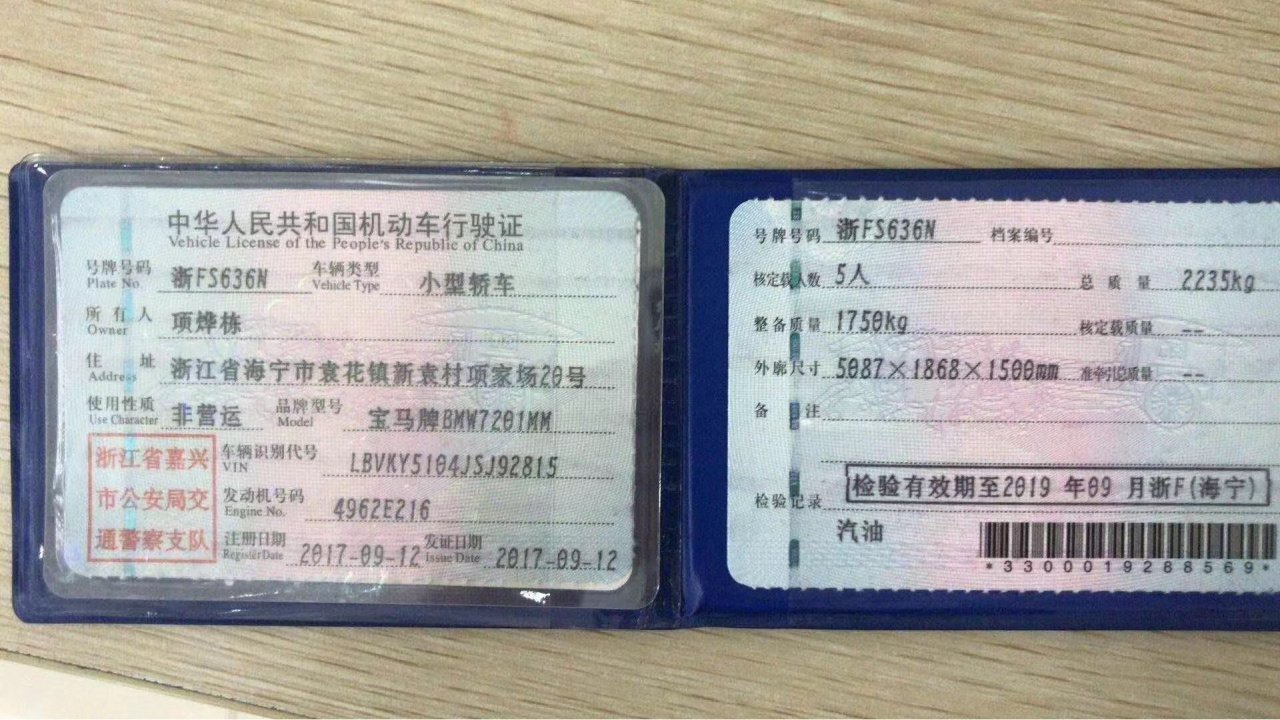 中华人民共和国机动车行驶证
Vehicle License of the People's Republic of China
号牌号码 浙FS636N 车辆类型 小型轿车
Plate No. Vehicle Type
所有人 项烨栋
Owner
住址 浙江省海宁市袁花镇新袁村项家场20号
Address
使用性质 非营运 品牌型号 宝马牌BMW7201MM
Use Character Model
浙江省嘉兴
市公安局交
通警察支队
车辆识别代号 LBVKY5104JSJ92815
VIN
发动机号码 4962E216
Engine No.
注册日期 2017-09-12 发证日期 2017-09-12
Register Date Issue Date
号牌号码 浙FS636N 档案编号
核定载人数 5人 总质量 2235kg
整备质量 1750kg 核定载质量 --
外廓尺寸 5087×1868×1500mm 准牵引总质量 --
备注
检验有效期至2019 年09 月浙F(海宁)
检验记录
汽油
*3300019288569*